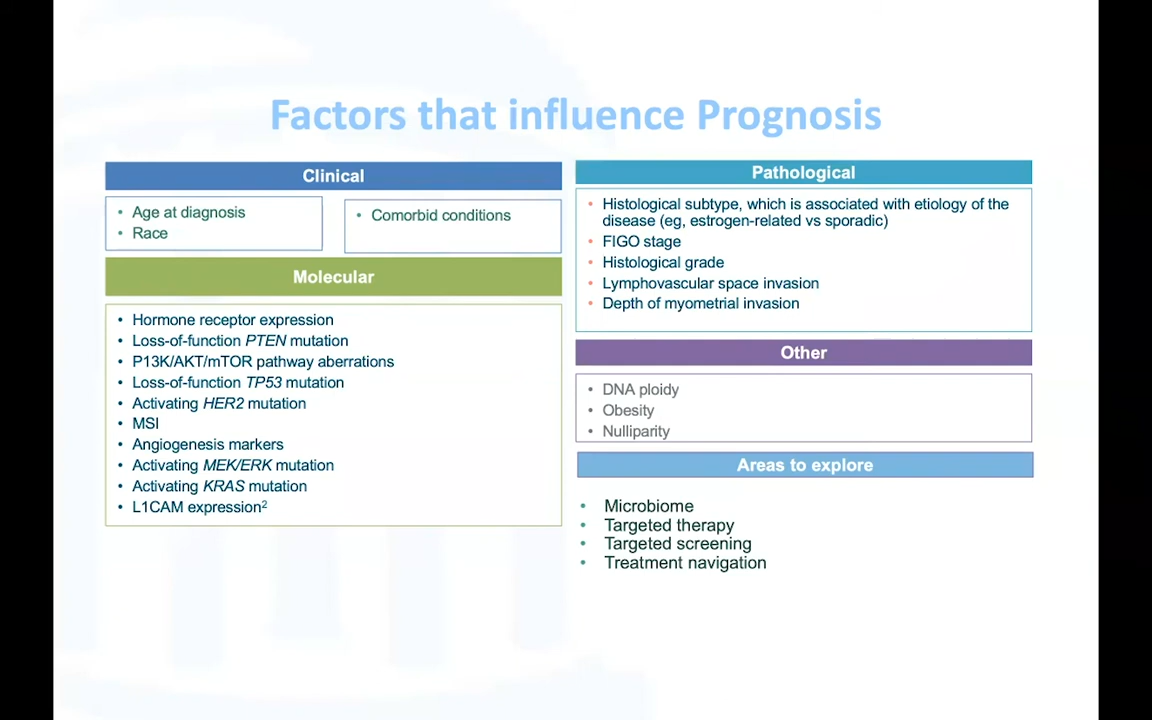 Factors that influence Prognosis
Clinical
• Age at diagnosis
• Race
• Comorbid conditions
Molecular
• Hormone receptor expression
• Loss-of-function PTEN mutation
• P13K/AKT/mTOR pathway aberrations
• Loss-of-function TP53 mutation
• Activating HER2 mutation
• MSI
• Angiogenesis markers
• Activating MEK/ERK mutation
• Activating KRAS mutation
• L1CAM expression²
Pathological
• Histological subtype, which is associated with etiology of the
disease (eg, estrogen-related vs sporadic)
• FIGO stage
• Histological grade
• Lymphovascular space invasion
• Depth of myometrial invasion
Other
• DNA ploidy
• Obesity
• Nulliparity
Areas to explore
• Microbiome
• Targeted therapy
• Targeted screening
• Treatment navigation